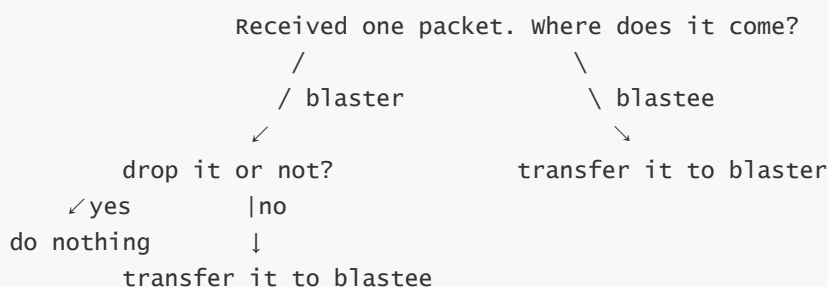 Received one packet. Where does it come?
/ \
/ blaster \ blastee
↙ ↘
drop it or not? transfer it to blaster
↙yes |no
do nothing ↓
transfer it to blastee